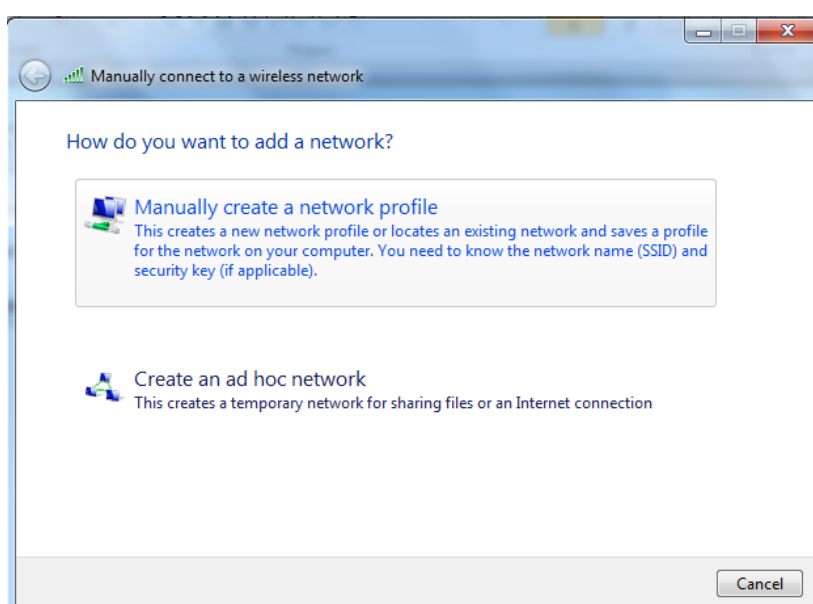 Manually connect to a wireless network
How do you want to add a network?
Manually create a network profile
This creates a new network profile or locates an existing network and saves a profile
for the network on your computer. You need to know the network name (SSID) and
security key (if applicable).
Create an ad hoc network
This creates a temporary network for sharing files or an Internet connection
Cancel